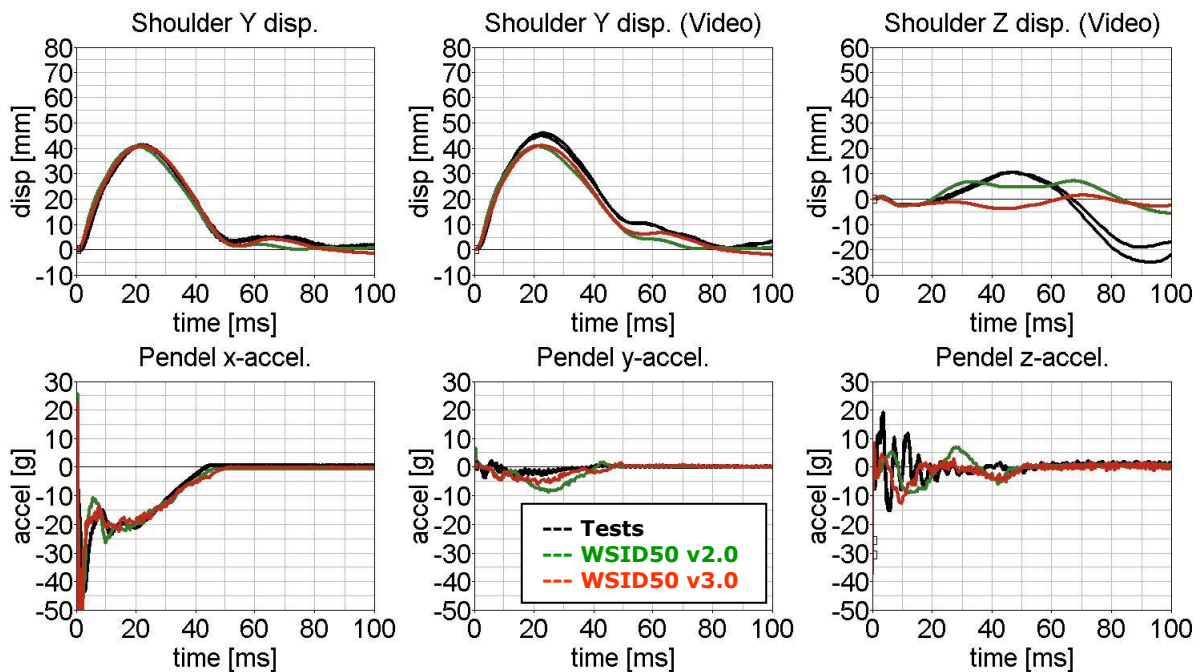 Shoulder Y disp.
80
70
60
50
40
30
20
10
0
-10
disp [mm]
0 20 40 60 80 100
time [ms]
Shoulder Y disp. (Video)
80
70
60
50
40
30
20
10
0
-10
disp [mm]
0 20 40 60 80 100
time [ms]
Shoulder Z disp. (Video)
60
50
40
30
20
10
0
-10
-20
-30
disp [mm]
0 20 40 60 80 100
time [ms]
Pendel x-accel.
30
20
10
0
-10
-20
-30
-40
-50
accel [g]
0 20 40 60 80 100
time [ms]
Pendel y-accel.
30
20
10
0
-10
-20
-30
-40
-50
accel [g]
--- Tests
--- WSID50 v2.0
--- WSID50 v3.0
0 20 40 60 80 100
time [ms]
Pendel z-accel.
30
20
10
0
-10
-20
-30
-40
-50
accel [g]
0 20 40 60 80 100
time [ms]